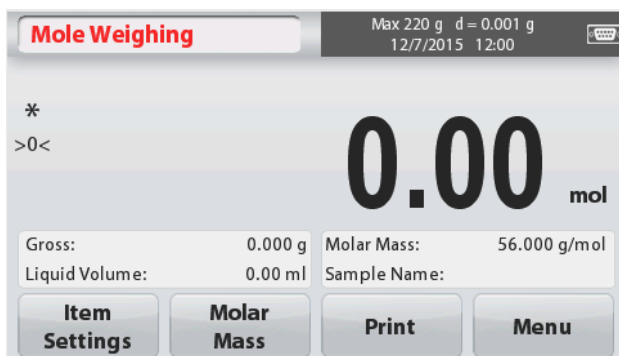 Mole Weighing
Max 220 g d = 0.001 g
12/7/2015 12:00
*
>0<
0.00 mol
Gross: 0.000 g
Liquid Volume: 0.00 ml
Molar Mass: 56.000 g/mol
Sample Name:
Item Settings
Molar Mass
Print
Menu